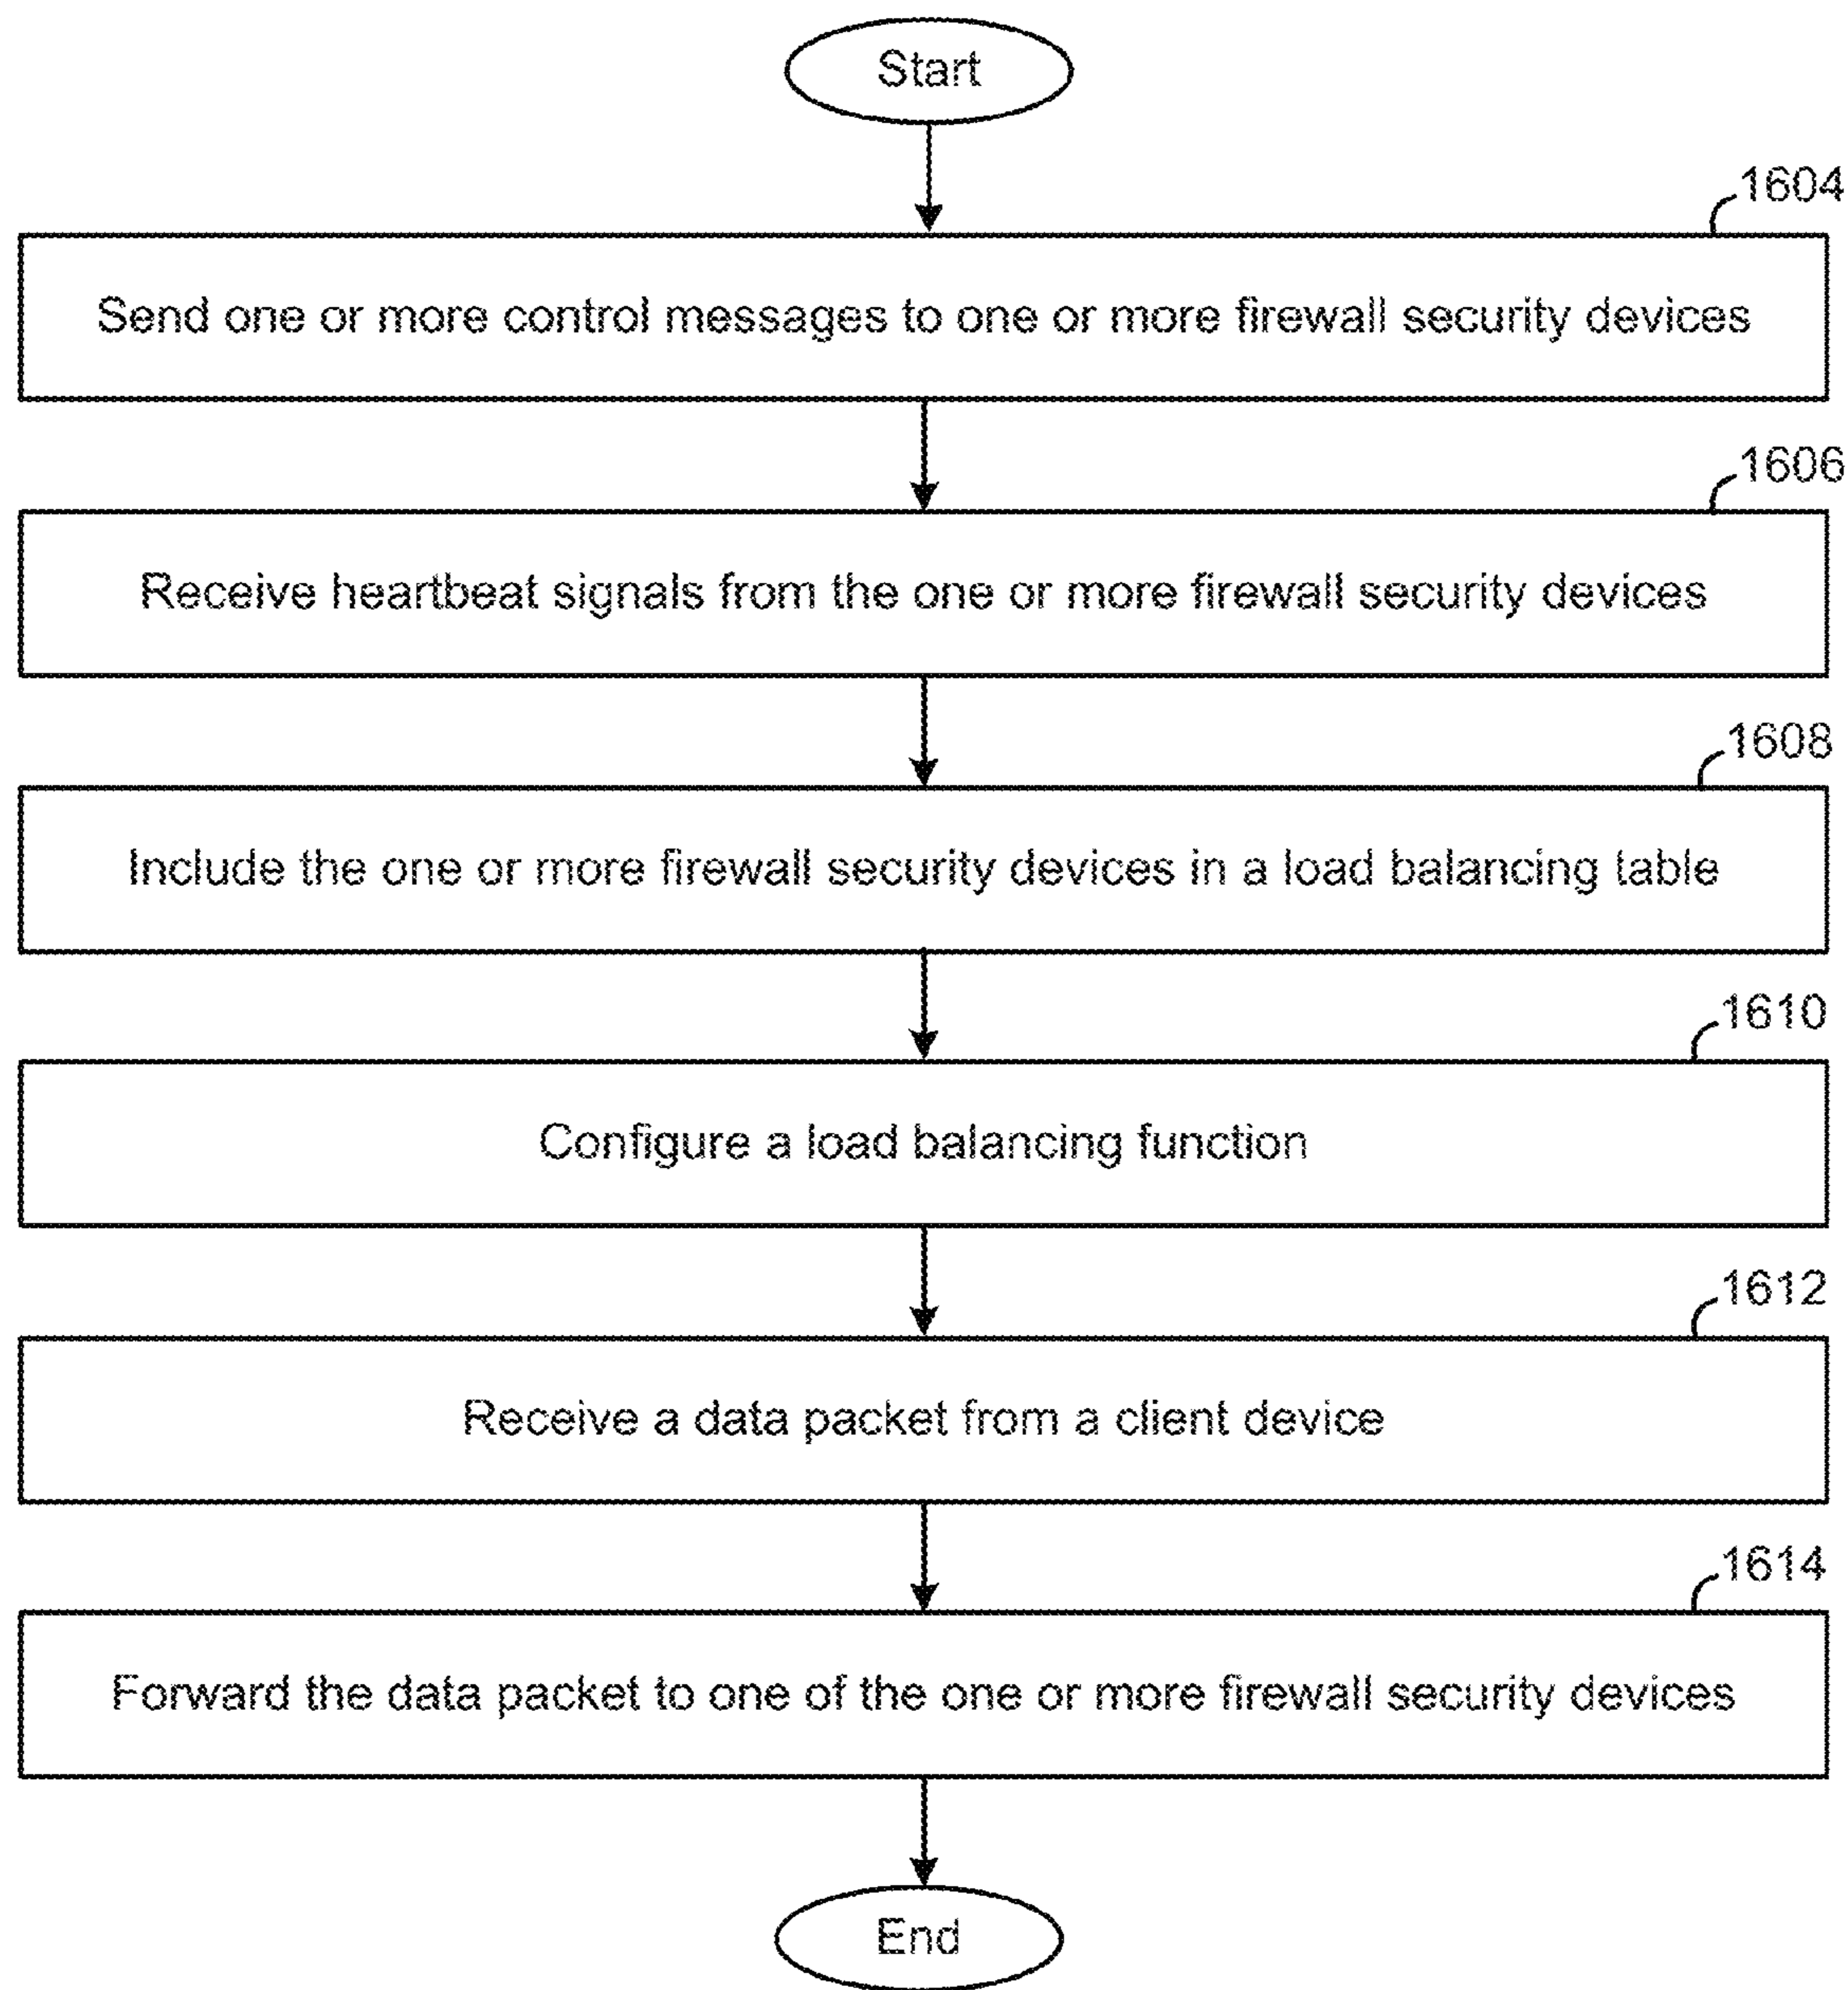 Start
1604
Send one or more control messages to one or more firewall security devices
1606
Receive heartbeat signals from the one or more firewall security devices
1608
Include the one or more firewall security devices in a load balancing table
1610
Configure a load balancing function
1612
Receive a data packet from a client device
1614
Forward the data packet to one of the one or more firewall security devices
End